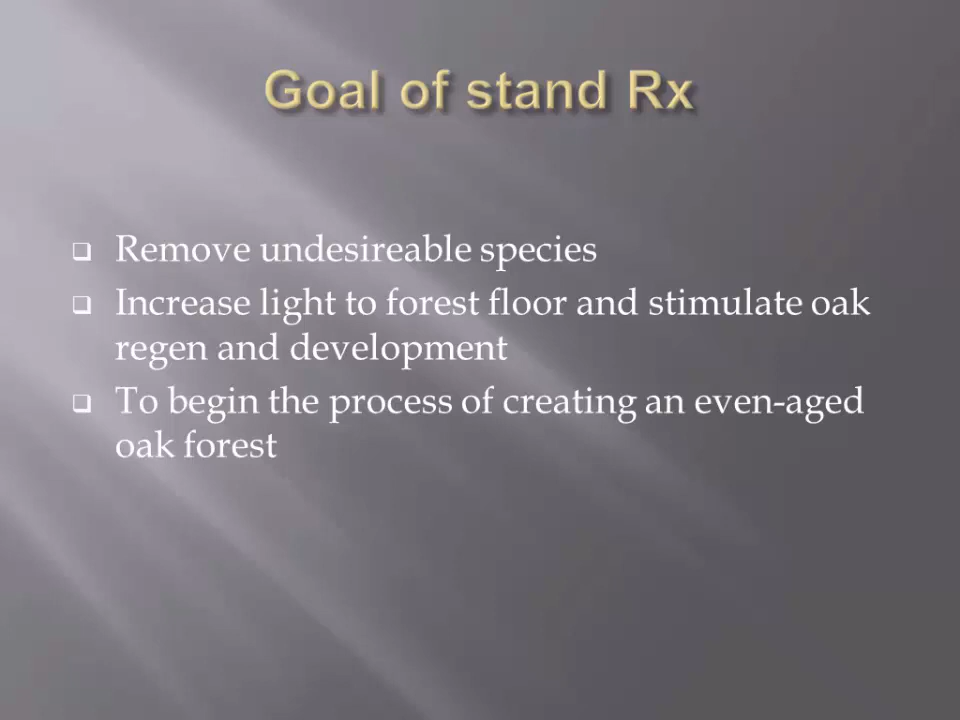 Goal of stand Rx
Remove undesireable species
Increase light to forest floor and stimulate oak
regen and development
To begin the process of creating an even-aged
oak forest